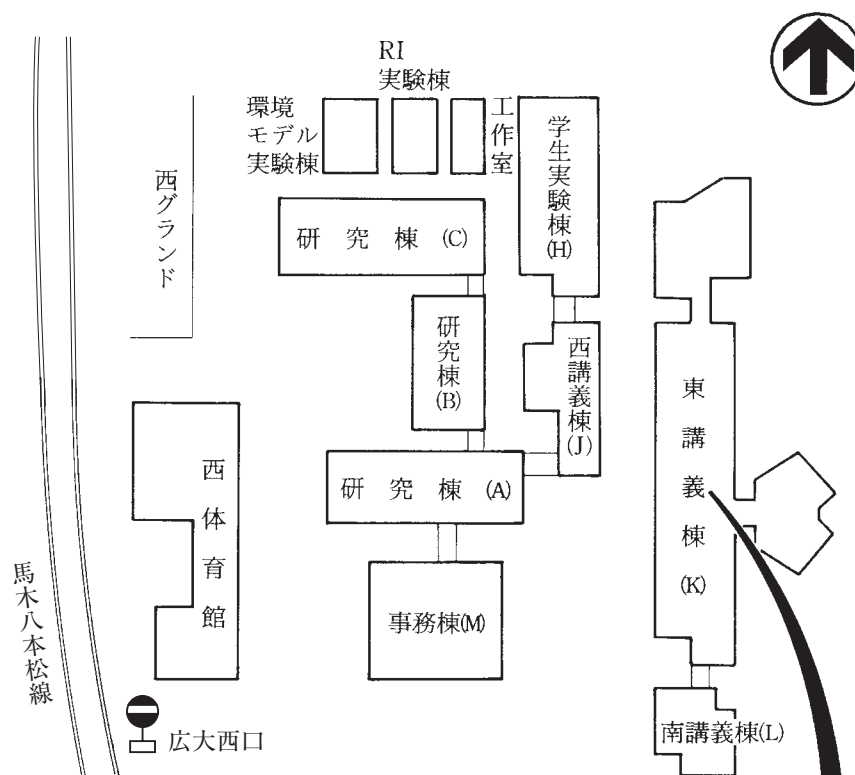 RI
実験棟
環境
モデル
実験棟
工作室
学生実験棟(H)
西グランド
研究棟(C)
研究棟(B)
西講義棟(J)
東講義棟(K)
研究棟(A)
西体育館
事務棟(M)
馬木八本松線
南講義棟(L)
広大西口